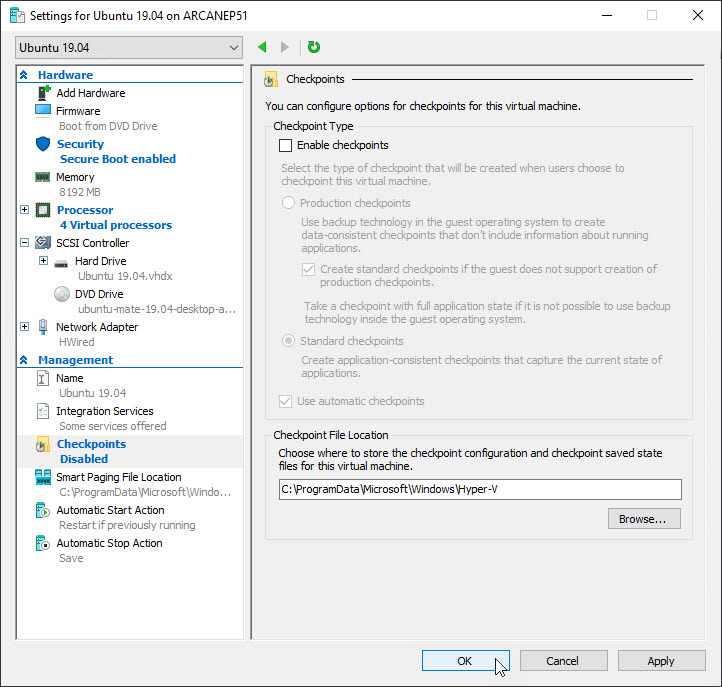 Settings for Ubuntu 19.04 on ARCANEP51
Ubuntu 19.04
Hardware
Add Hardware
Firmware
Boot from DVD Drive
Security
Secure Boot enabled
Memory
8192 MB
Processor
4 Virtual processors
SCSI Controller
Hard Drive
Ubuntu 19.04.vhdx
DVD Drive
ubuntu-mate-19.04-desktop-a...
Network Adapter
HWired
Management
Name
Ubuntu 19.04
Integration Services
Some services offered
Checkpoints
Disabled
Smart Paging File Location
C:\ProgramData\Microsoft\Windo...
Automatic Start Action
Restart if previously running
Automatic Stop Action
Save
Checkpoints
You can configure options for checkpoints for this virtual machine.
Checkpoint Type
Enable checkpoints
Select the type of checkpoint that will be created when users choose to
checkpoint this virtual machine.
Production checkpoints
Use backup technology in the guest operating system to create
data-consistent checkpoints that don't include information about running
applications.
Create standard checkpoints if the guest does not support creation of
production checkpoints.
Take a checkpoint with full application state if it is not possible to use backup
technology inside the guest operating system.
Standard checkpoints
Create application-consistent checkpoints that capture the current state of
applications.
Use automatic checkpoints
Checkpoint File Location
Choose where to store the checkpoint configuration and checkpoint saved state
files for this virtual machine.
C:\ProgramData\Microsoft\Windows\Hyper-V
Browse...
OK
Cancel
Apply